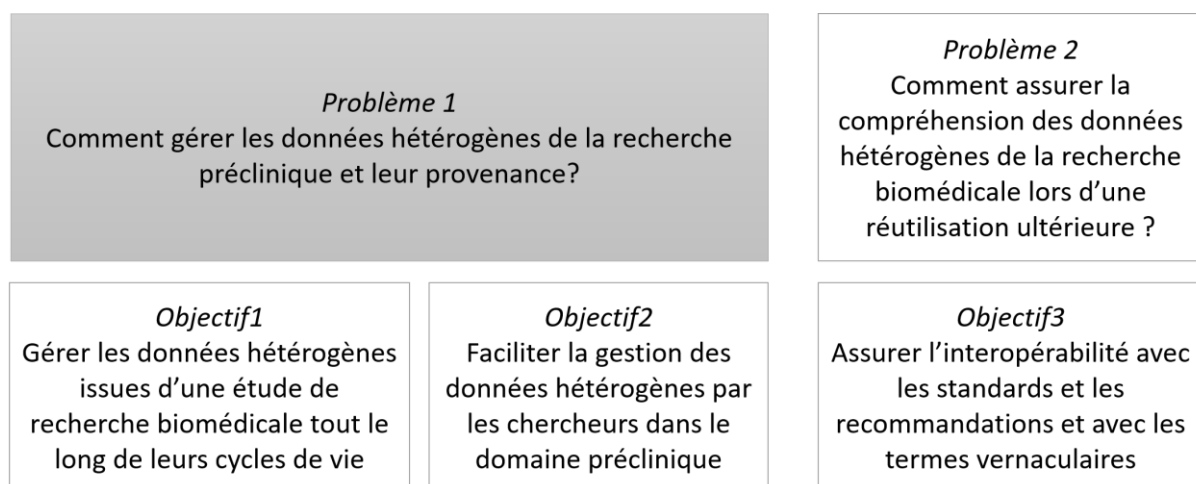 Problème 1
Comment gérer les données hétérogènes de la recherche
préclinique et leur provenance?
Problème 2
Comment assurer la
compréhension des données
hétérogènes de la recherche
biomédicale lors d’une
réutilisation ultérieure ?
Objectif1
Gérer les données hétérogènes
issues d’une étude de
recherche biomédicale tout le
long de leurs cycles de vie
Objectif2
Faciliter la gestion des
données hétérogènes par
les chercheurs dans le
domaine préclinique
Objectif3
Assurer l’interopérabilité avec
les standards et les
recommandations et avec les
termes vernaculaires